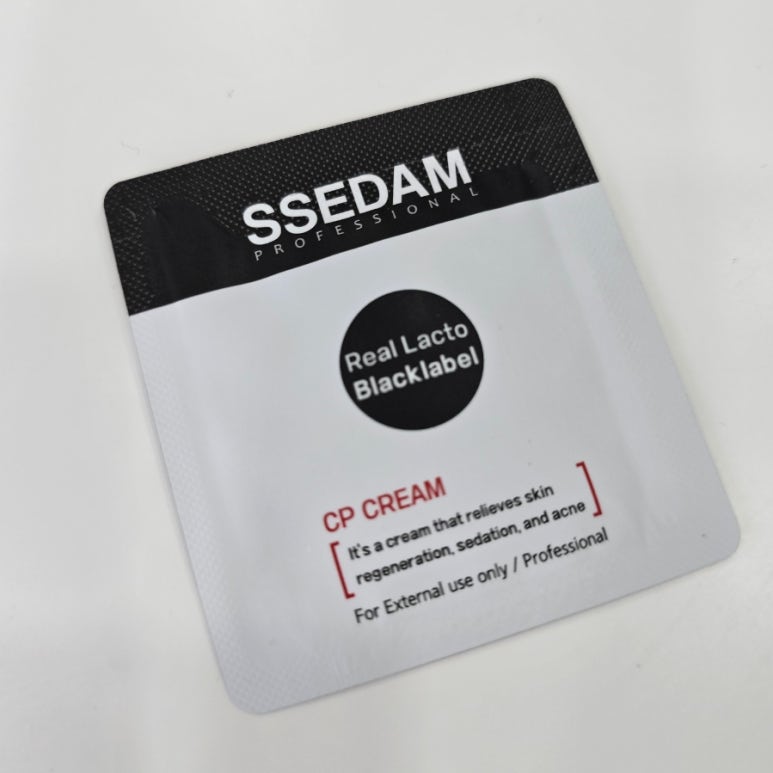 SSEDAM
PROFESSIONAL
Real Lacto
Blacklabel
CP CREAM
[It's a cream that relieves skin
regeneration, sedation, and acne]
For External use only / Professional